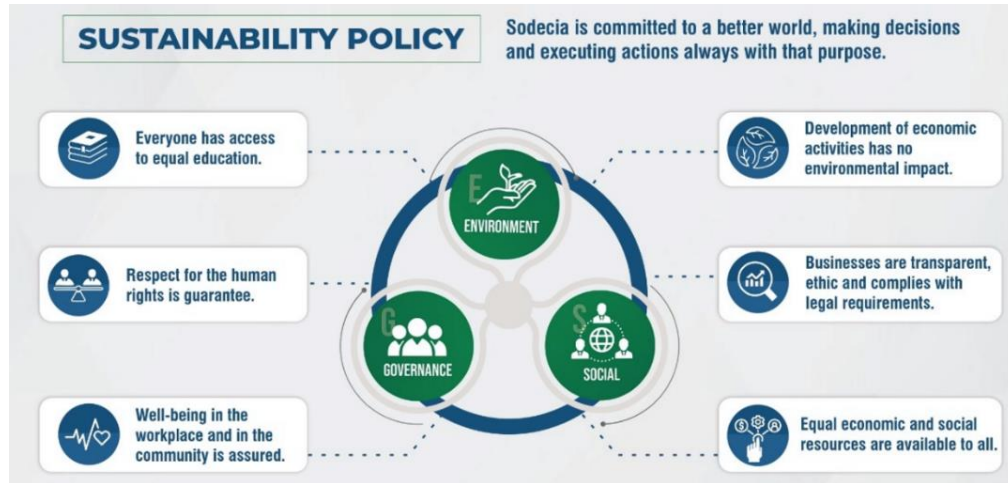 SUSTAINABILITY POLICY
Sodecia is committed to a better world, making decisions
and executing actions always with that purpose.
Everyone has access
to equal education.
Development of economic
activities has no
environmental impact.
E
ENVIRONMENT
Respect for the human
rights is guarantee.
Businesses are transparent,
ethic and complies with
legal requirements.
G
GOVERNANCE
S
SOCIAL
Well-being in the
workplace and in the
community is assured.
Equal economic and social
resources are available to all.